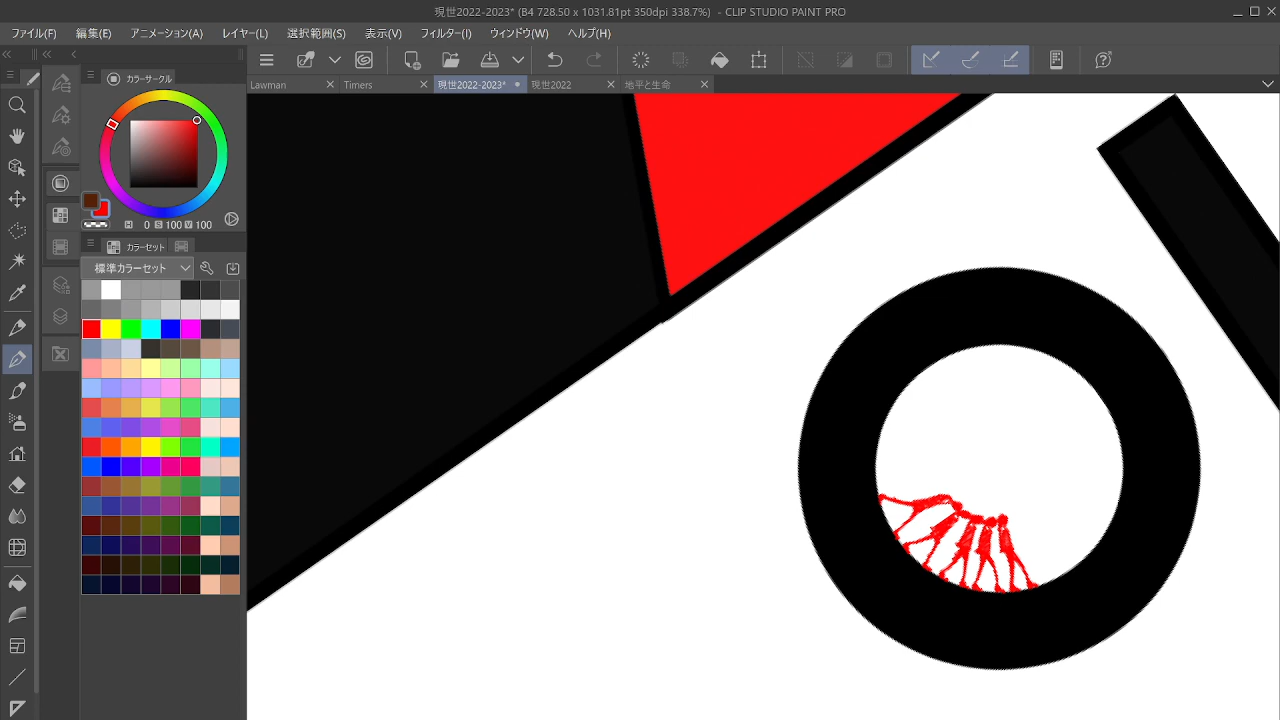 現世2022-2023* (B4 728.50 x 1031.81pt 350dpi 338.7%) - CLIP STUDIO PAINT PRO
ファイル(F) 編集(E) アニメーション(A) レイヤー(L) 選択範囲(S) 表示(V) フィルター(I) ウィンドウ(W) ヘルプ(H)
Lawman Timers 現世2022-2023* 現世2022 地平と生命
カラーサークル
H 0 S 100 V 100
カラーセット
標準カラーセット